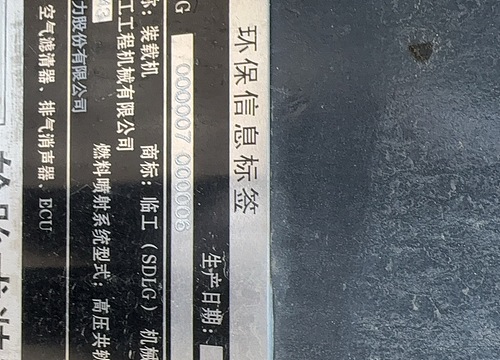 环保信息标签
G
000007 000006
生产日期:
称: 装载机
商标: 临工（SDLG）
机械
工工程机械有限公司
燃料喷射系统型式: 高压共轨
力股份有限公司
空气滤清器、排气消声器、ECU